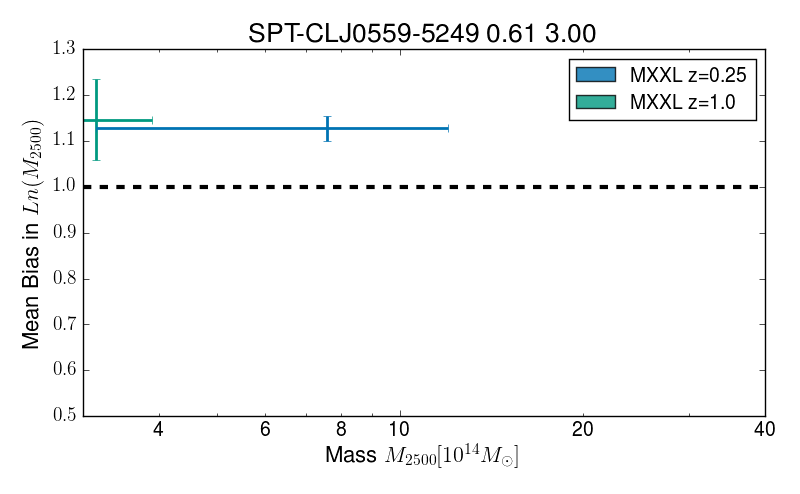 SPT-CLJ0559-5249 0.61 3.00
1.3
1.2
1.1
1.0
0.9
0.8
0.7
0.6
0.5
Mean Bias in Ln(M2500)
MXXL z=0.25
MXXL z=1.0
4 6 8 10 20 40
Mass M2500[10^14 M⊙]